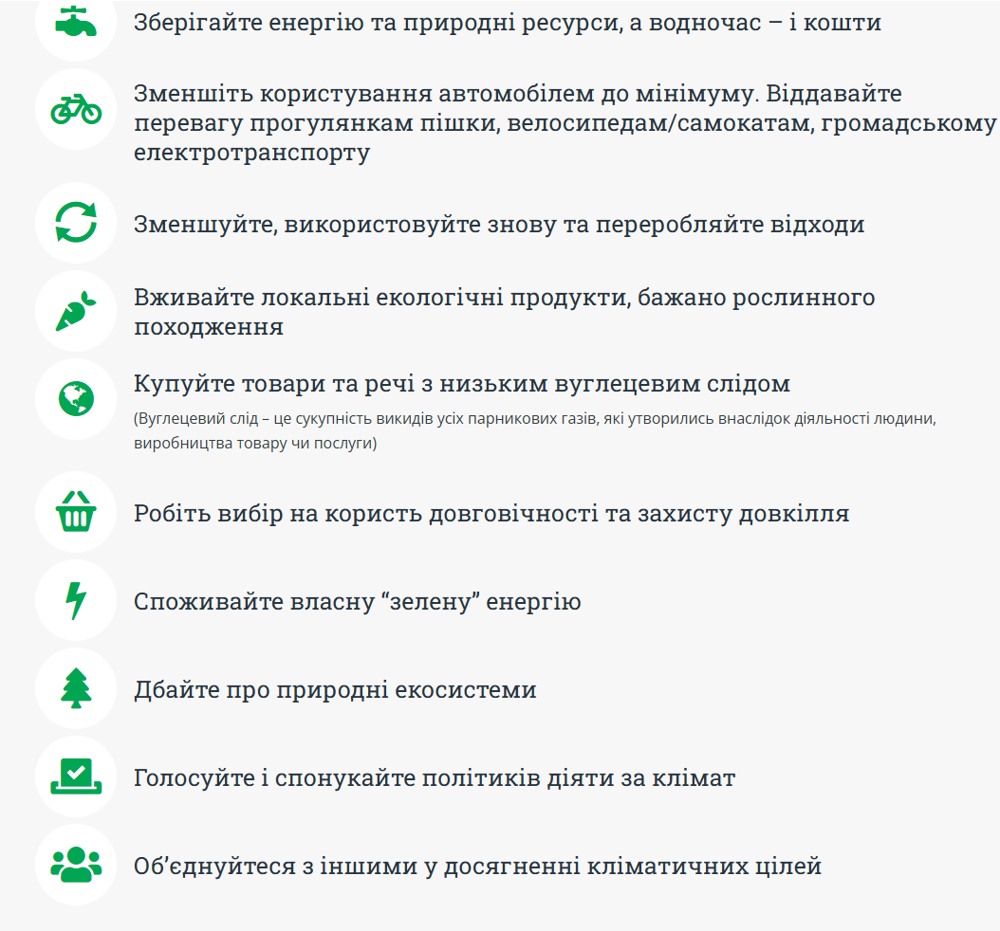 Зберігайте енергію та природні ресурси, а водночас – і кошти
Зменшіть користування автомобілем до мінімуму. Віддавайте
перевагу прогулянкам пішки, велосипедам/самокатам, громадському
електротранспорту
Зменшуйте, використовуйте знову та переробляйте відходи
Вживайте локальні екологічні продукти, бажано рослинного
походження
Купуйте товари та речі з низьким вуглецевим слідом
(Вуглецевий слід – це сукупність викидів усіх парникових газів, які утворились внаслідок діяльності людини,
виробництва товару чи послуги)
Робіть вибір на користь довговічності та захисту довкілля
Споживайте власну “зелену” енергію
Дбайте про природні екосистеми
Голосуйте і спонукайте політиків діяти за клімат
Об’єднуйтеся з іншими у досягненні кліматичних цілей